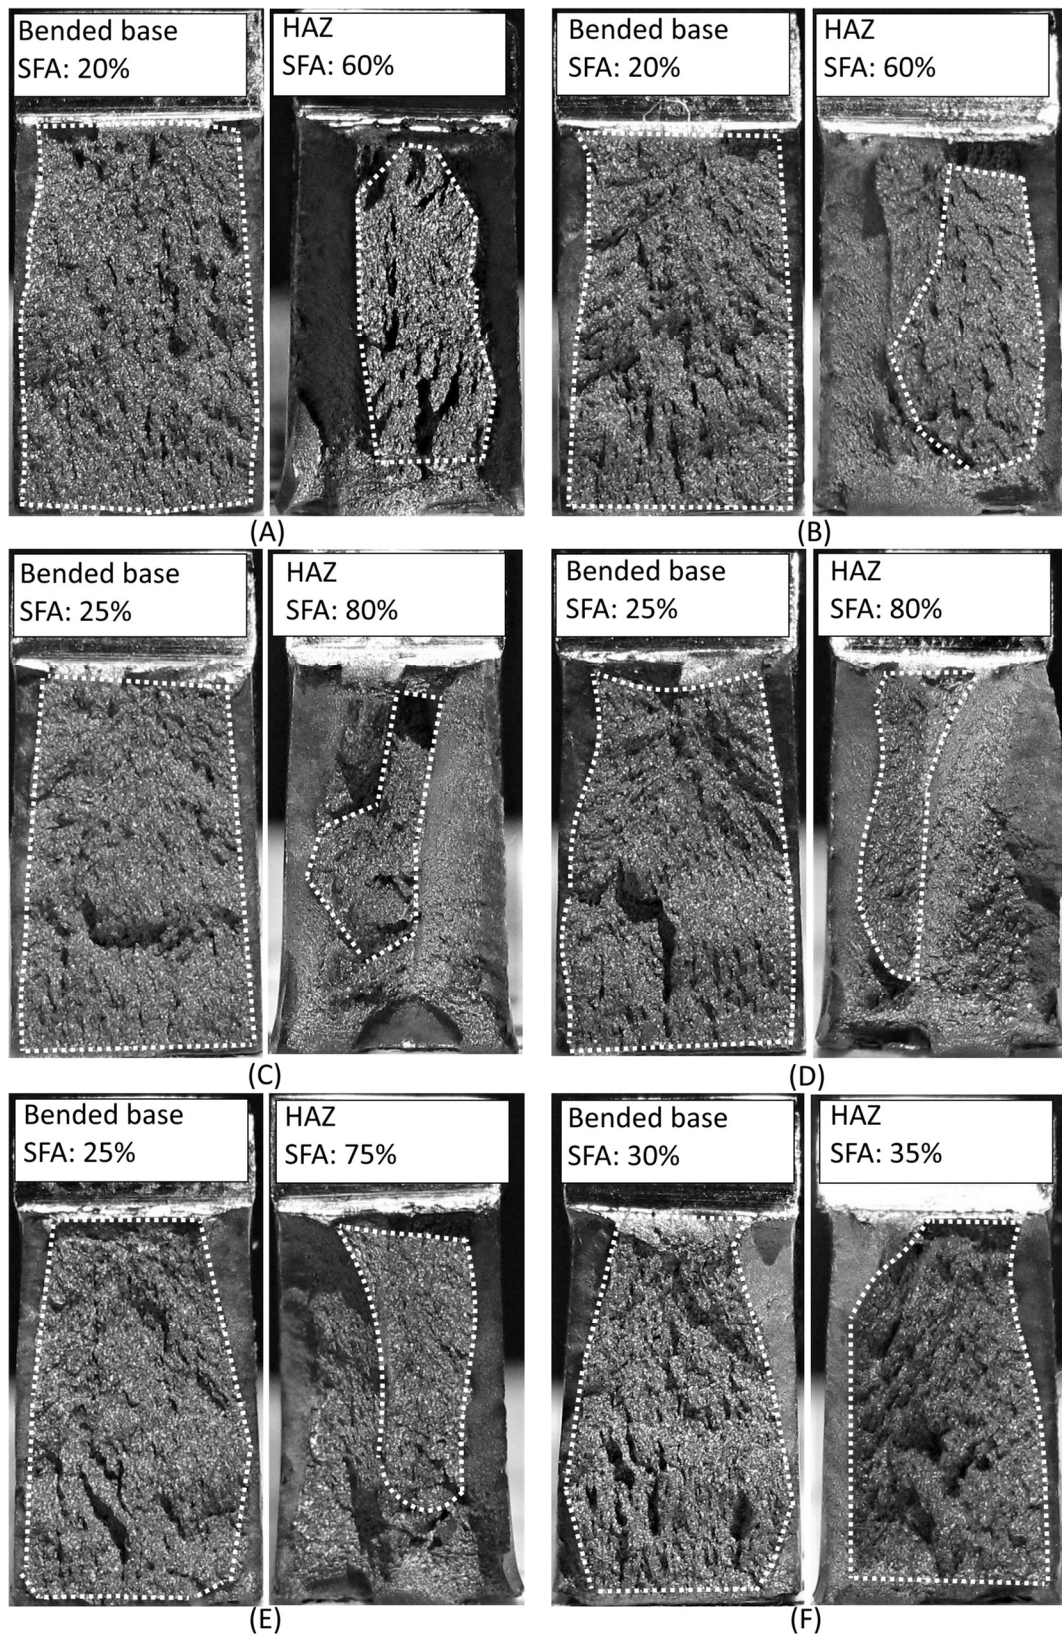 Bended base
SFA: 20%
HAZ
SFA: 60%
Bended base
SFA: 20%
HAZ
SFA: 60%
(A)
(B)
Bended base
SFA: 25%
HAZ
SFA: 80%
Bended base
SFA: 25%
HAZ
SFA: 80%
(C)
(D)
Bended base
SFA: 25%
HAZ
SFA: 75%
Bended base
SFA: 30%
HAZ
SFA: 35%
(E)
(F)